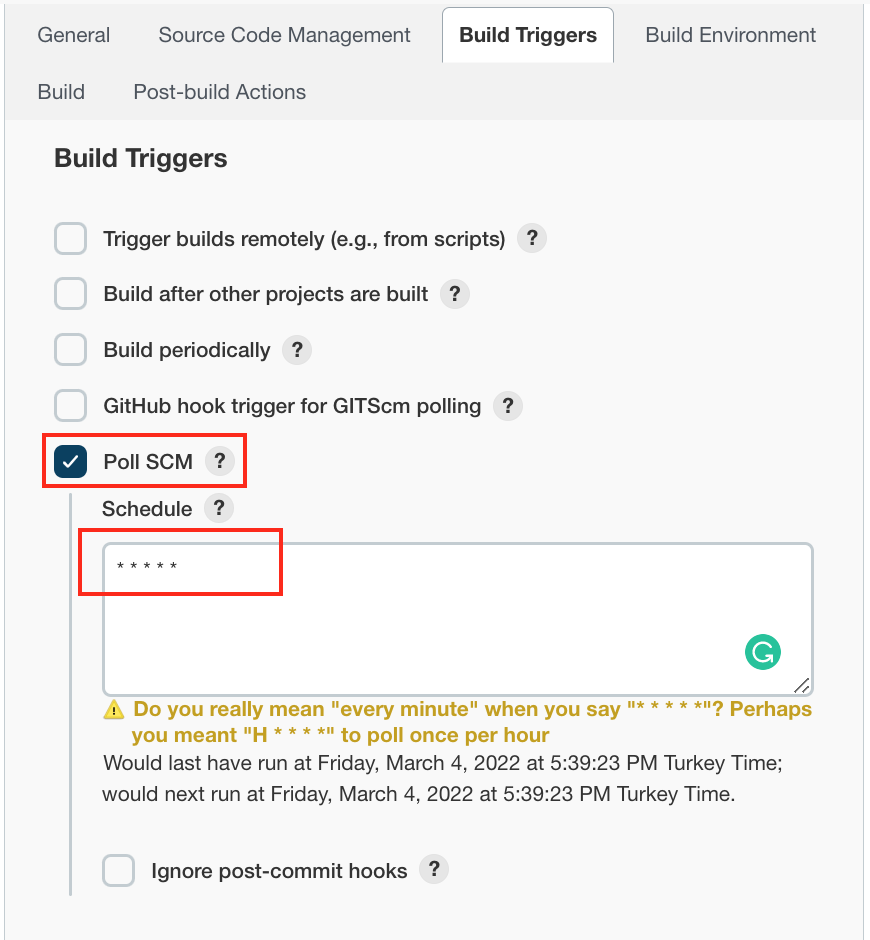 General Source Code Management Build Triggers Build Environment
Build Post-build Actions
Build Triggers
Trigger builds remotely (e.g., from scripts) ?
Build after other projects are built ?
Build periodically ?
GitHub hook trigger for GITScm polling ?
Poll SCM ?
Schedule ?
* * * * *
Do you really mean "every minute" when you say "* * * * *"? Perhaps
you meant "H * * * *" to poll once per hour
Would last have run at Friday, March 4, 2022 at 5:39:23 PM Turkey Time;
would next run at Friday, March 4, 2022 at 5:39:23 PM Turkey Time.
Ignore post-commit hooks ?